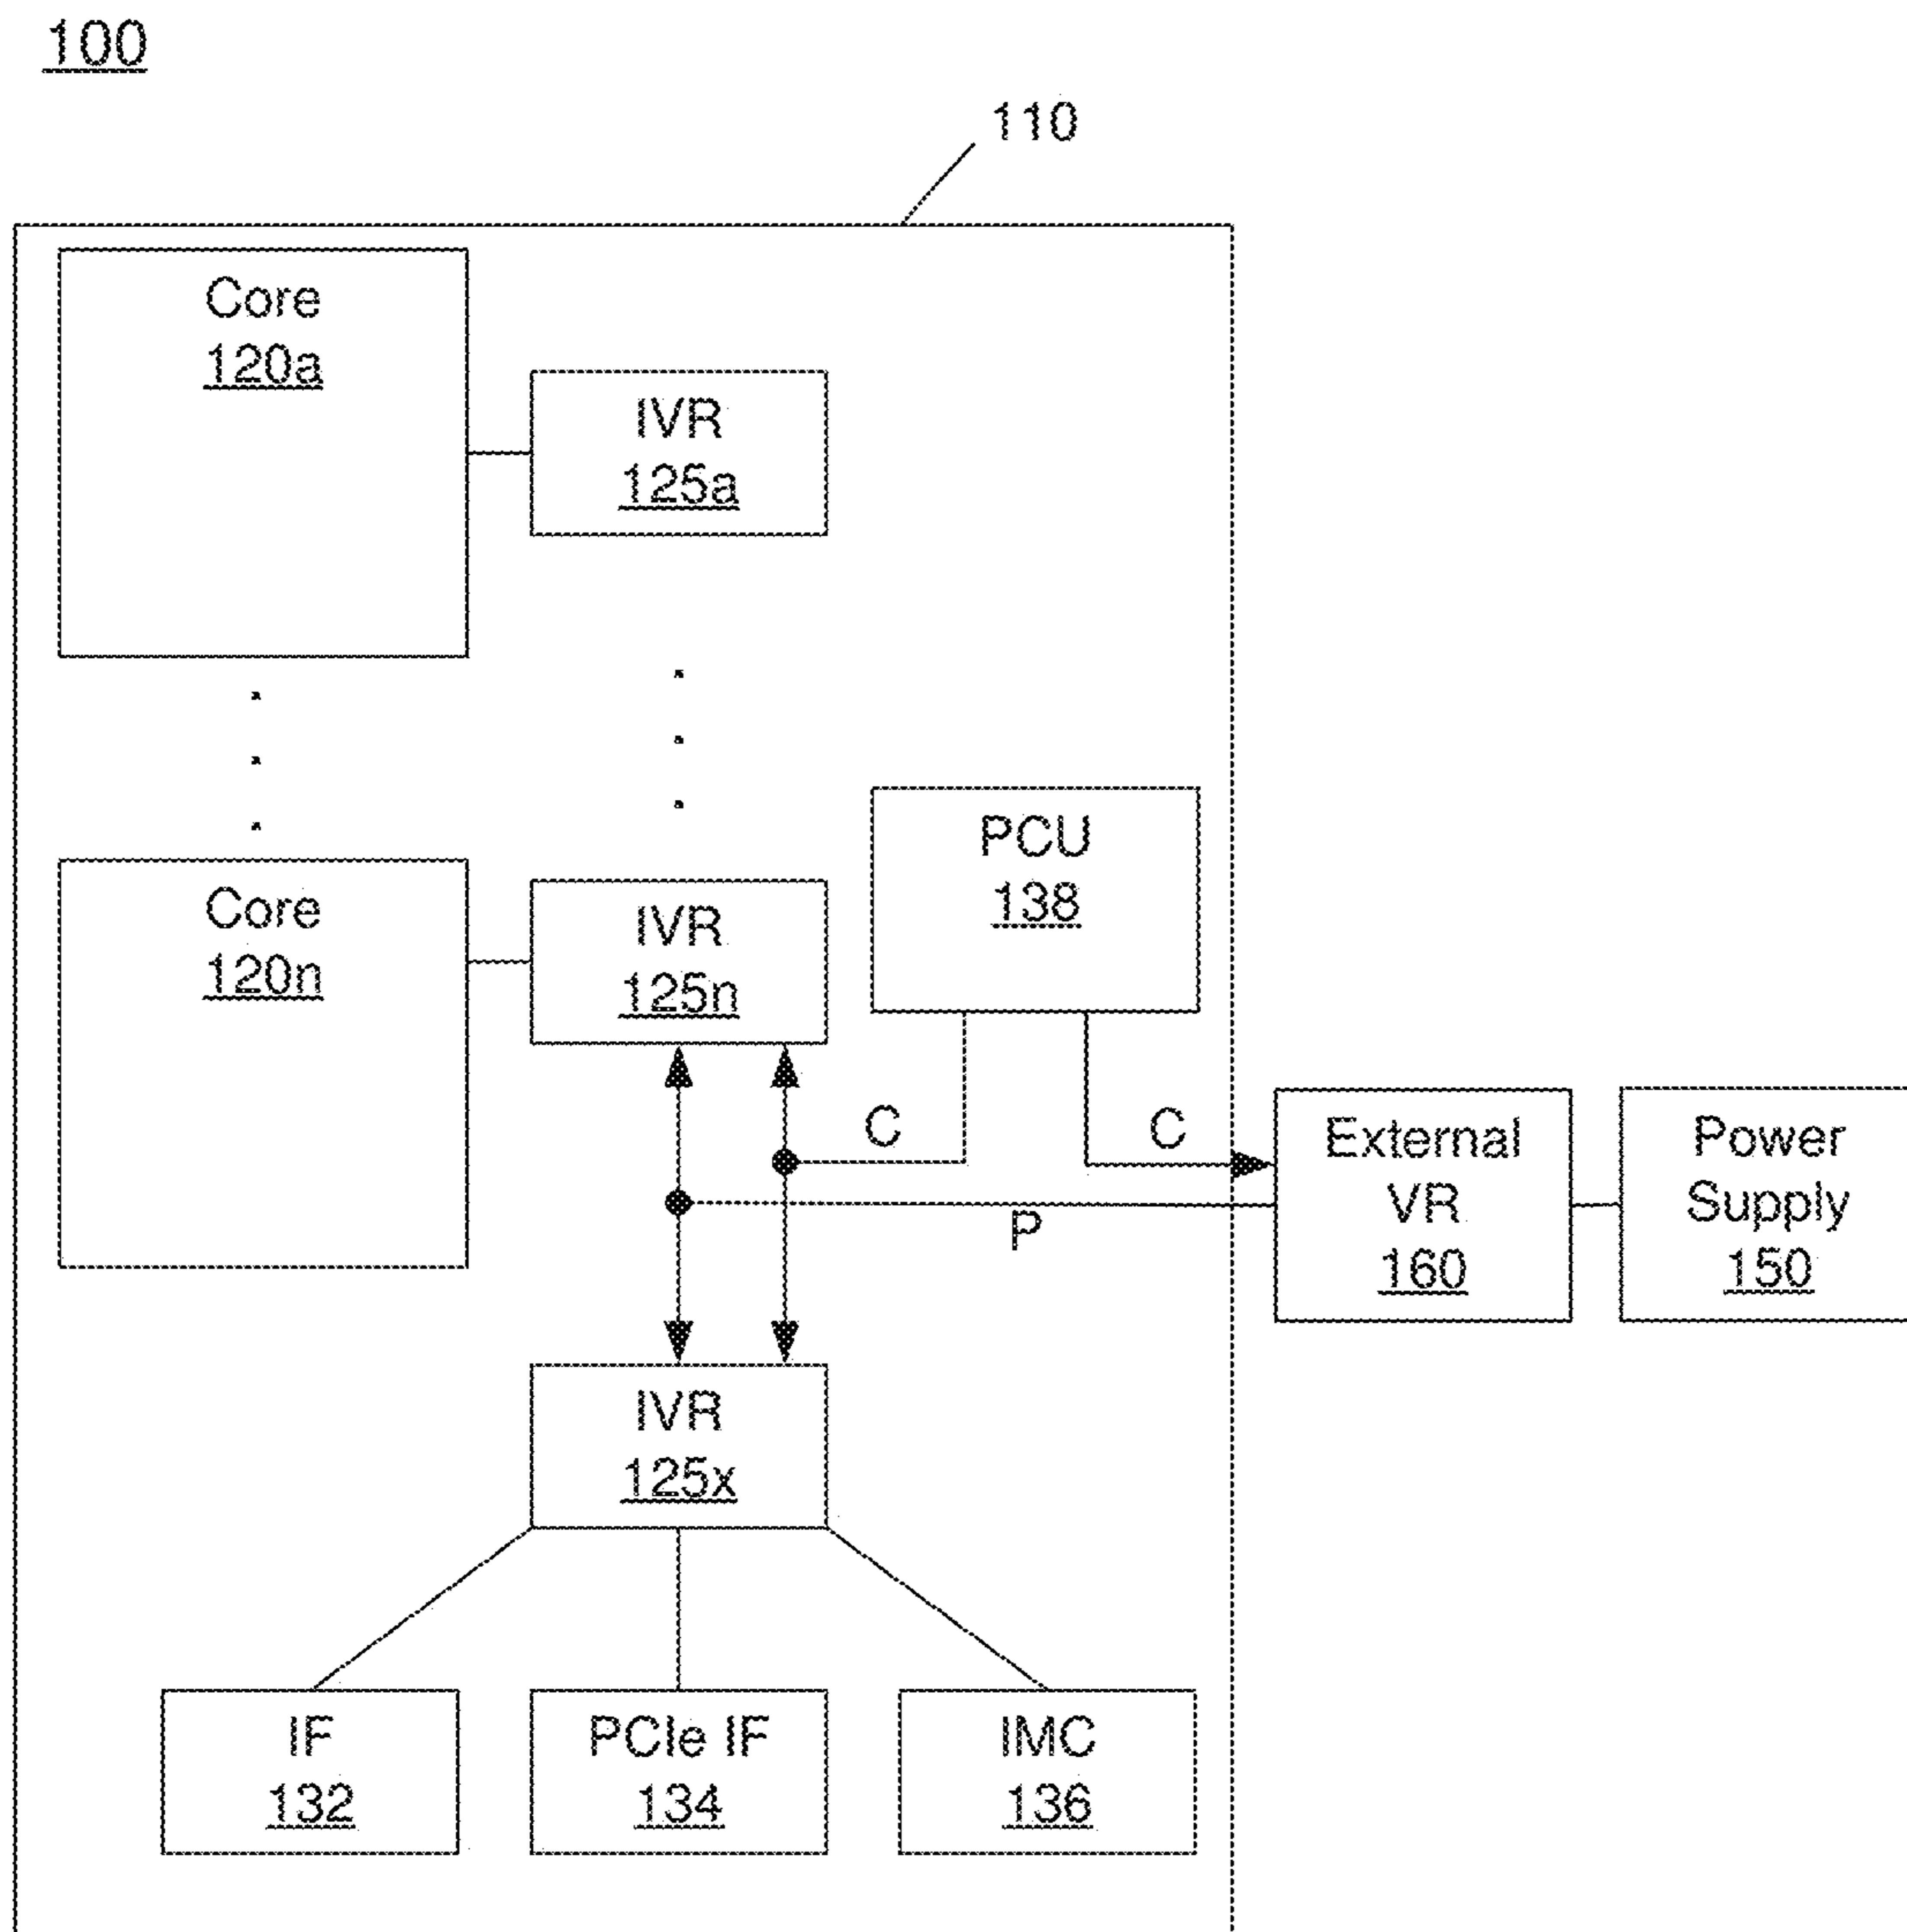 100
110
Core
120a
IVR
125a
PCU
138
Core
120n
IVR
125n
C
C
P
External
VR
160
Power
Supply
150
IVR
125x
IF
132
PCIe IF
134
IMC
136